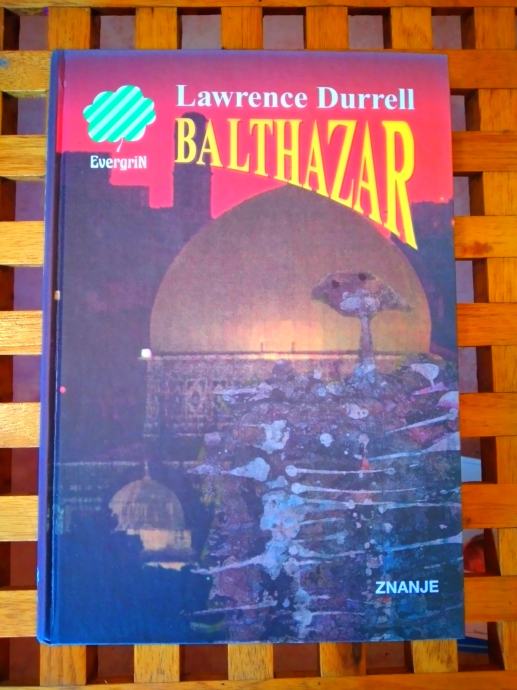 Lawrence Durrell
BALTHAZAR
EvergriN
ZNANJE